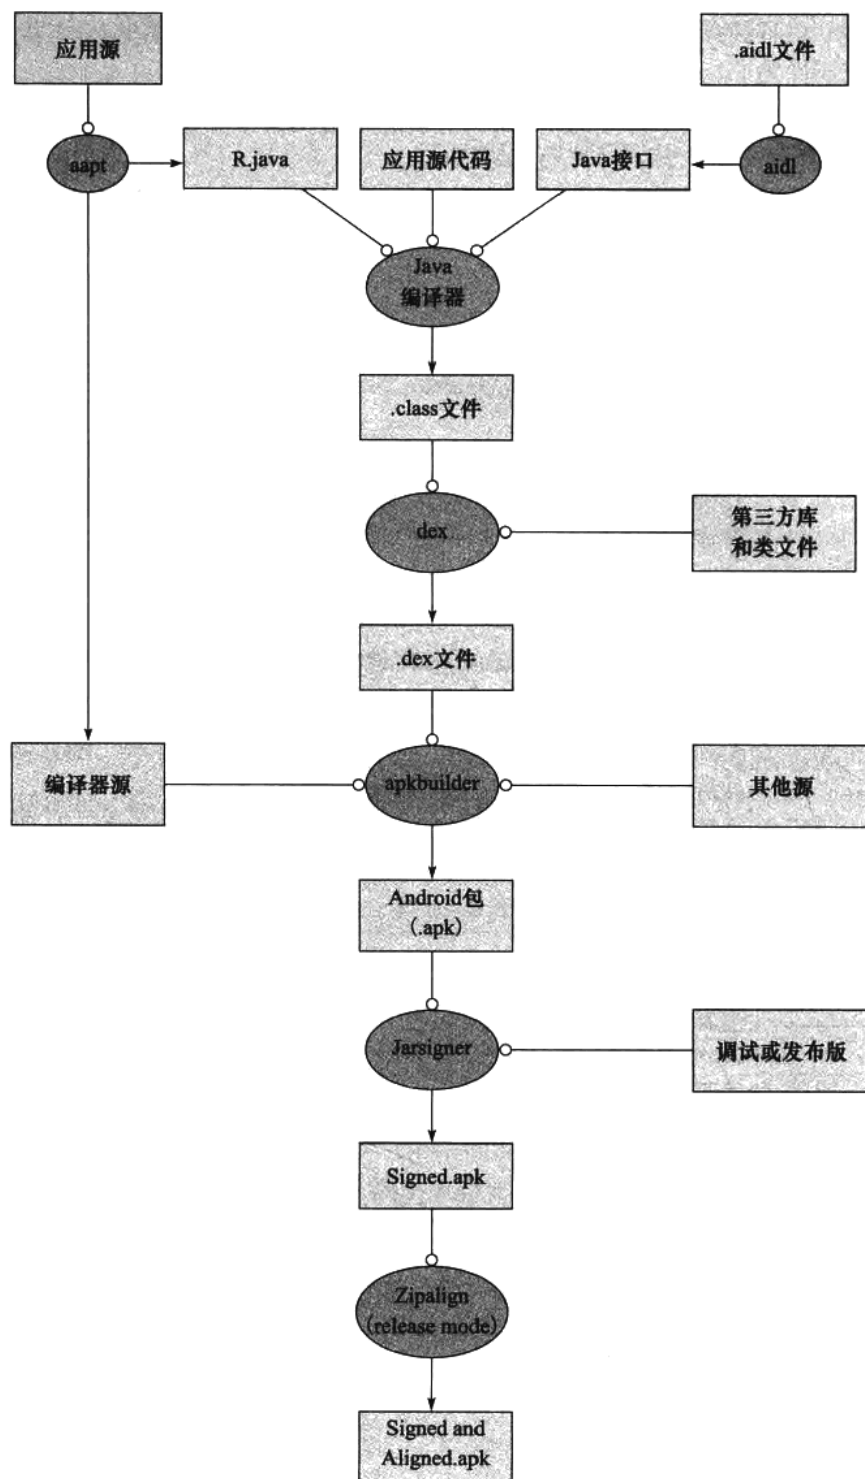 应用源
.aidl文件
aapt
R.java
应用源代码
Java接口
aidl
Java
编译器
.class文件
dex
第三方库
和类文件
.dex文件
编译器源
apkbuilder
其他源
Android包
(.apk)
Jarsigner
调试或发布版
Signed.apk
Zipalign
(release mode)
Signed and
Aligned.apk